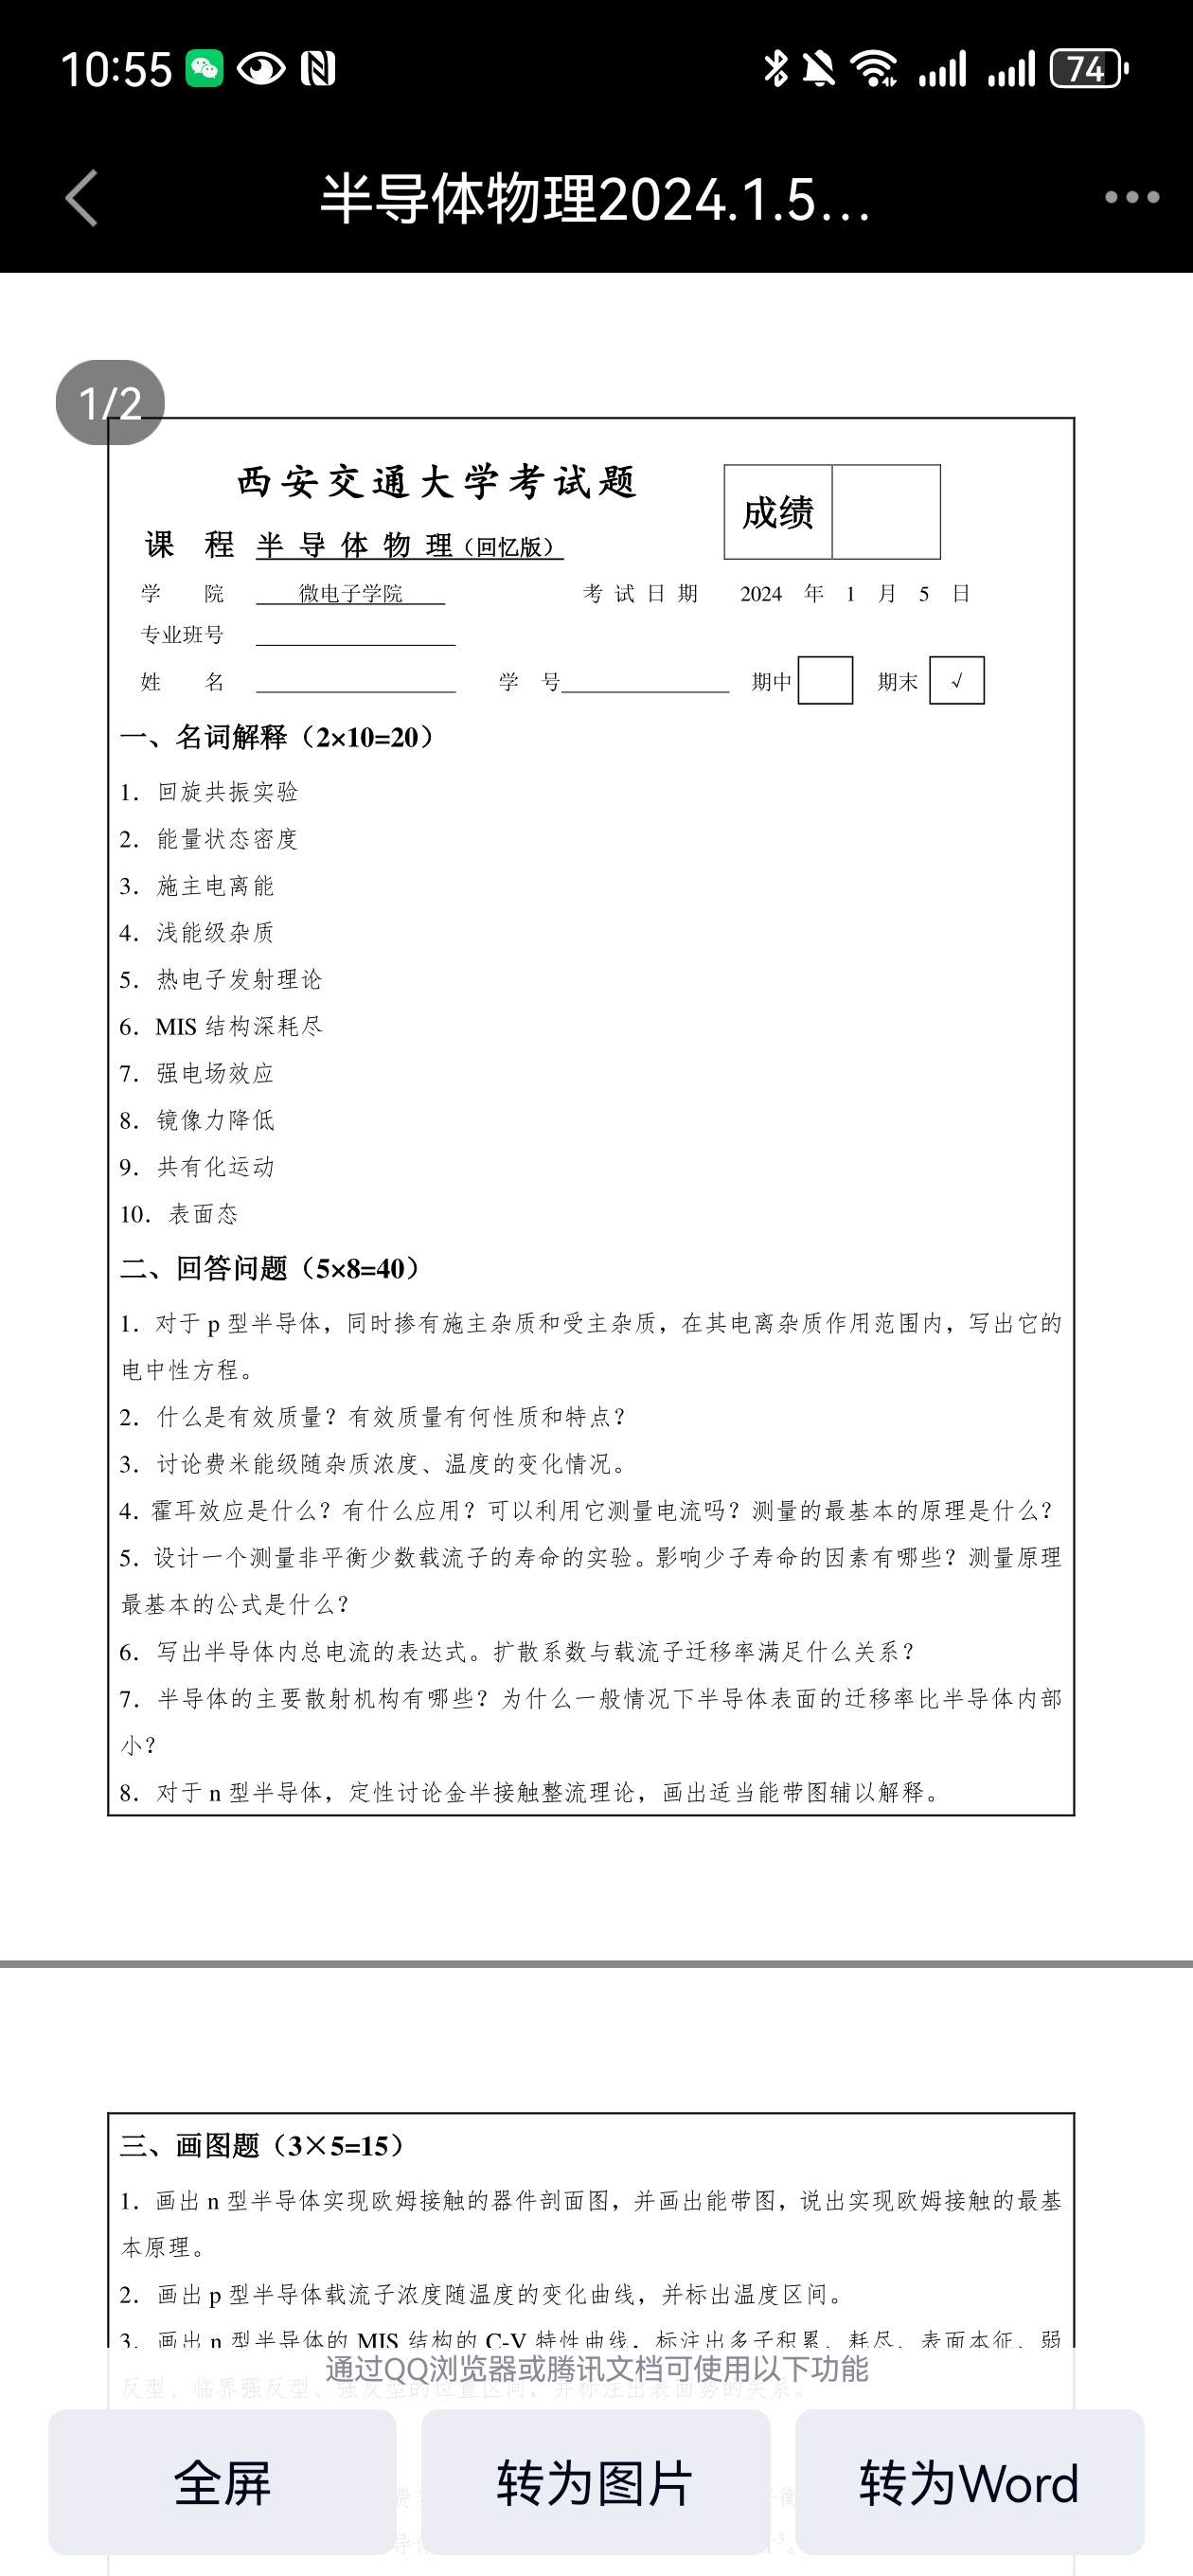 10:55
74
半导体物理2024.1.5...
1/2
西安交通大学考试题
成绩
课 程 半 导 体 物 理(回忆版)
学 院 微电子学院 考 试 日 期 2024 年 1 月 5 日
专业班号
姓 名 学 号 期中 期末 √
一、名词解释（2×10=20）
1．回旋共振实验
2．能量状态密度
3．施主电离能
4．浅能级杂质
5．热电子发射理论
6．MIS 结构深耗尽
7．强电场效应
8．镜像力降低
9．共有化运动
10．表面态
二、回答问题（5×8=40）
1．对于 p 型半导体，同时掺有施主杂质和受主杂质，在其电离杂质作用范围内，写出它的
电中性方程。
2．什么是有效质量？有效质量有何性质和特点？
3．讨论费米能级随杂质浓度、温度的变化情况。
4．霍耳效应是什么？有什么应用？可以利用它测量电流吗？测量的最基本的原理是什么？
5．设计一个测量非平衡少数载流子的寿命的实验。影响少子寿命的因素有哪些？测量原理
最基本的公式是什么？
6．写出半导体内总电流的表达式。扩散系数与载流子迁移率满足什么关系？
7．半导体的主要散射机构有哪些？为什么一般情况下半导体表面的迁移率比半导体内部
小？
8．对于 n 型半导体，定性讨论金半接触整流理论，画出适当能带图辅以解释。
三、画图题（3×5=15）
1．画出 n 型半导体实现欧姆接触的器件剖面图，并画出能带图，说出实现欧姆接触的最基
本原理。
2．画出 p 型半导体载流子浓度随温度的变化曲线，并标出温度区间。
3．画出 n 型半导体的 MIS 结构的 C-V 特性曲线，标注出多子积累、耗尽、表面本征、弱
反型、临界强反型、强反型的位置区间，并标注出表面势的关系。
通过QQ浏览器或腾讯文档可使用以下功能
全屏
转为图片
转为Word